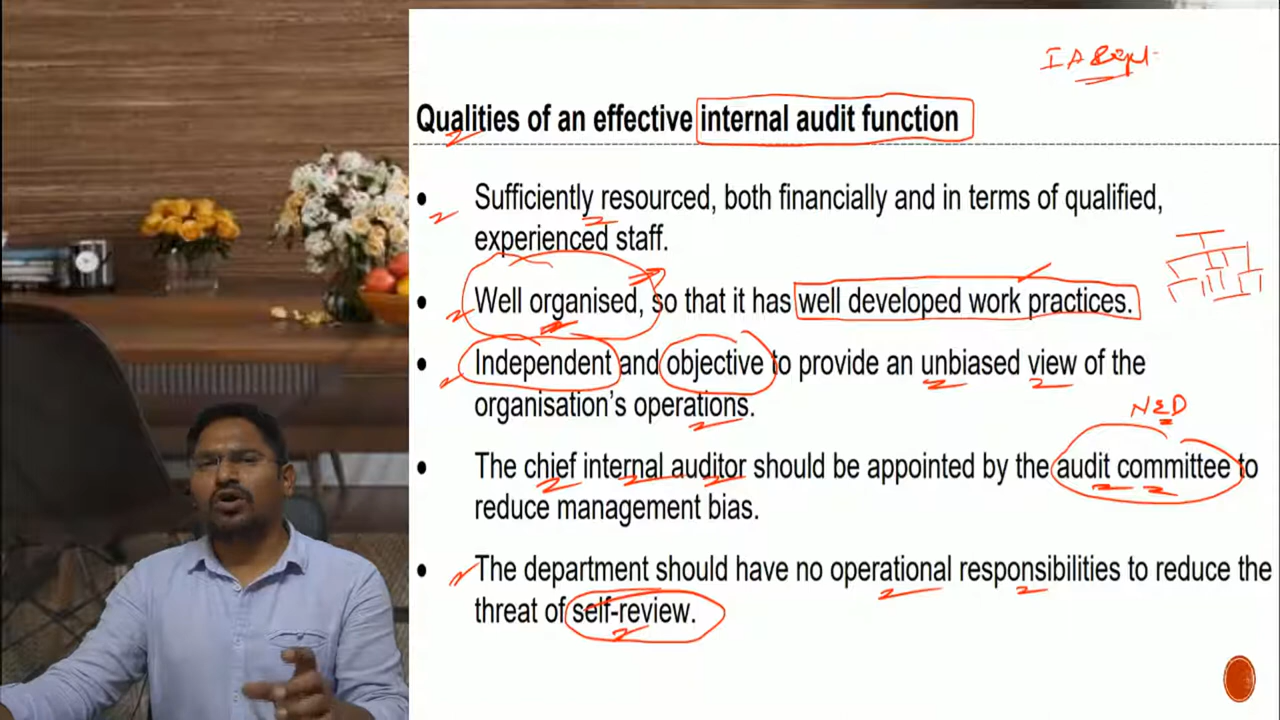 IA Dept.
Qualities of an effective internal audit function
• Sufficiently resourced, both financially and in terms of qualified,
experienced staff.
• Well organised, so that it has well developed work practices.
• Independent and objective to provide an unbiased view of the
organisation's operations.
NED
• The chief internal auditor should be appointed by the audit committee to
reduce management bias.
• The department should have no operational responsibilities to reduce the
threat of self-review.